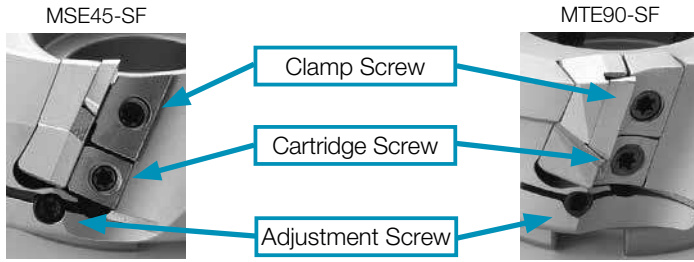 MSE45-SF
MTE90-SF
Clamp Screw
Cartridge Screw
Adjustment Screw